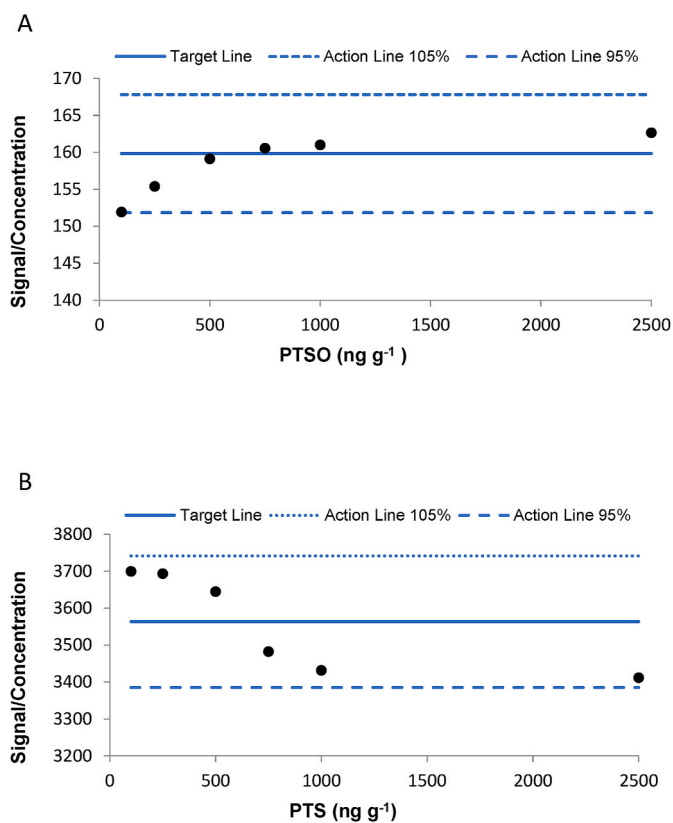 A
Target Line Action Line 105% Action Line 95%
170
165
160
155
150
145
140
Signal/Concentration
0 500 1000 1500 2000 2500
PTSO (ng g⁻¹ )
B
Target Line Action Line 105% Action Line 95%
3800
3700
3600
3500
3400
3300
3200
Signal/Concentration
0 500 1000 1500 2000 2500
PTS (ng g⁻¹)